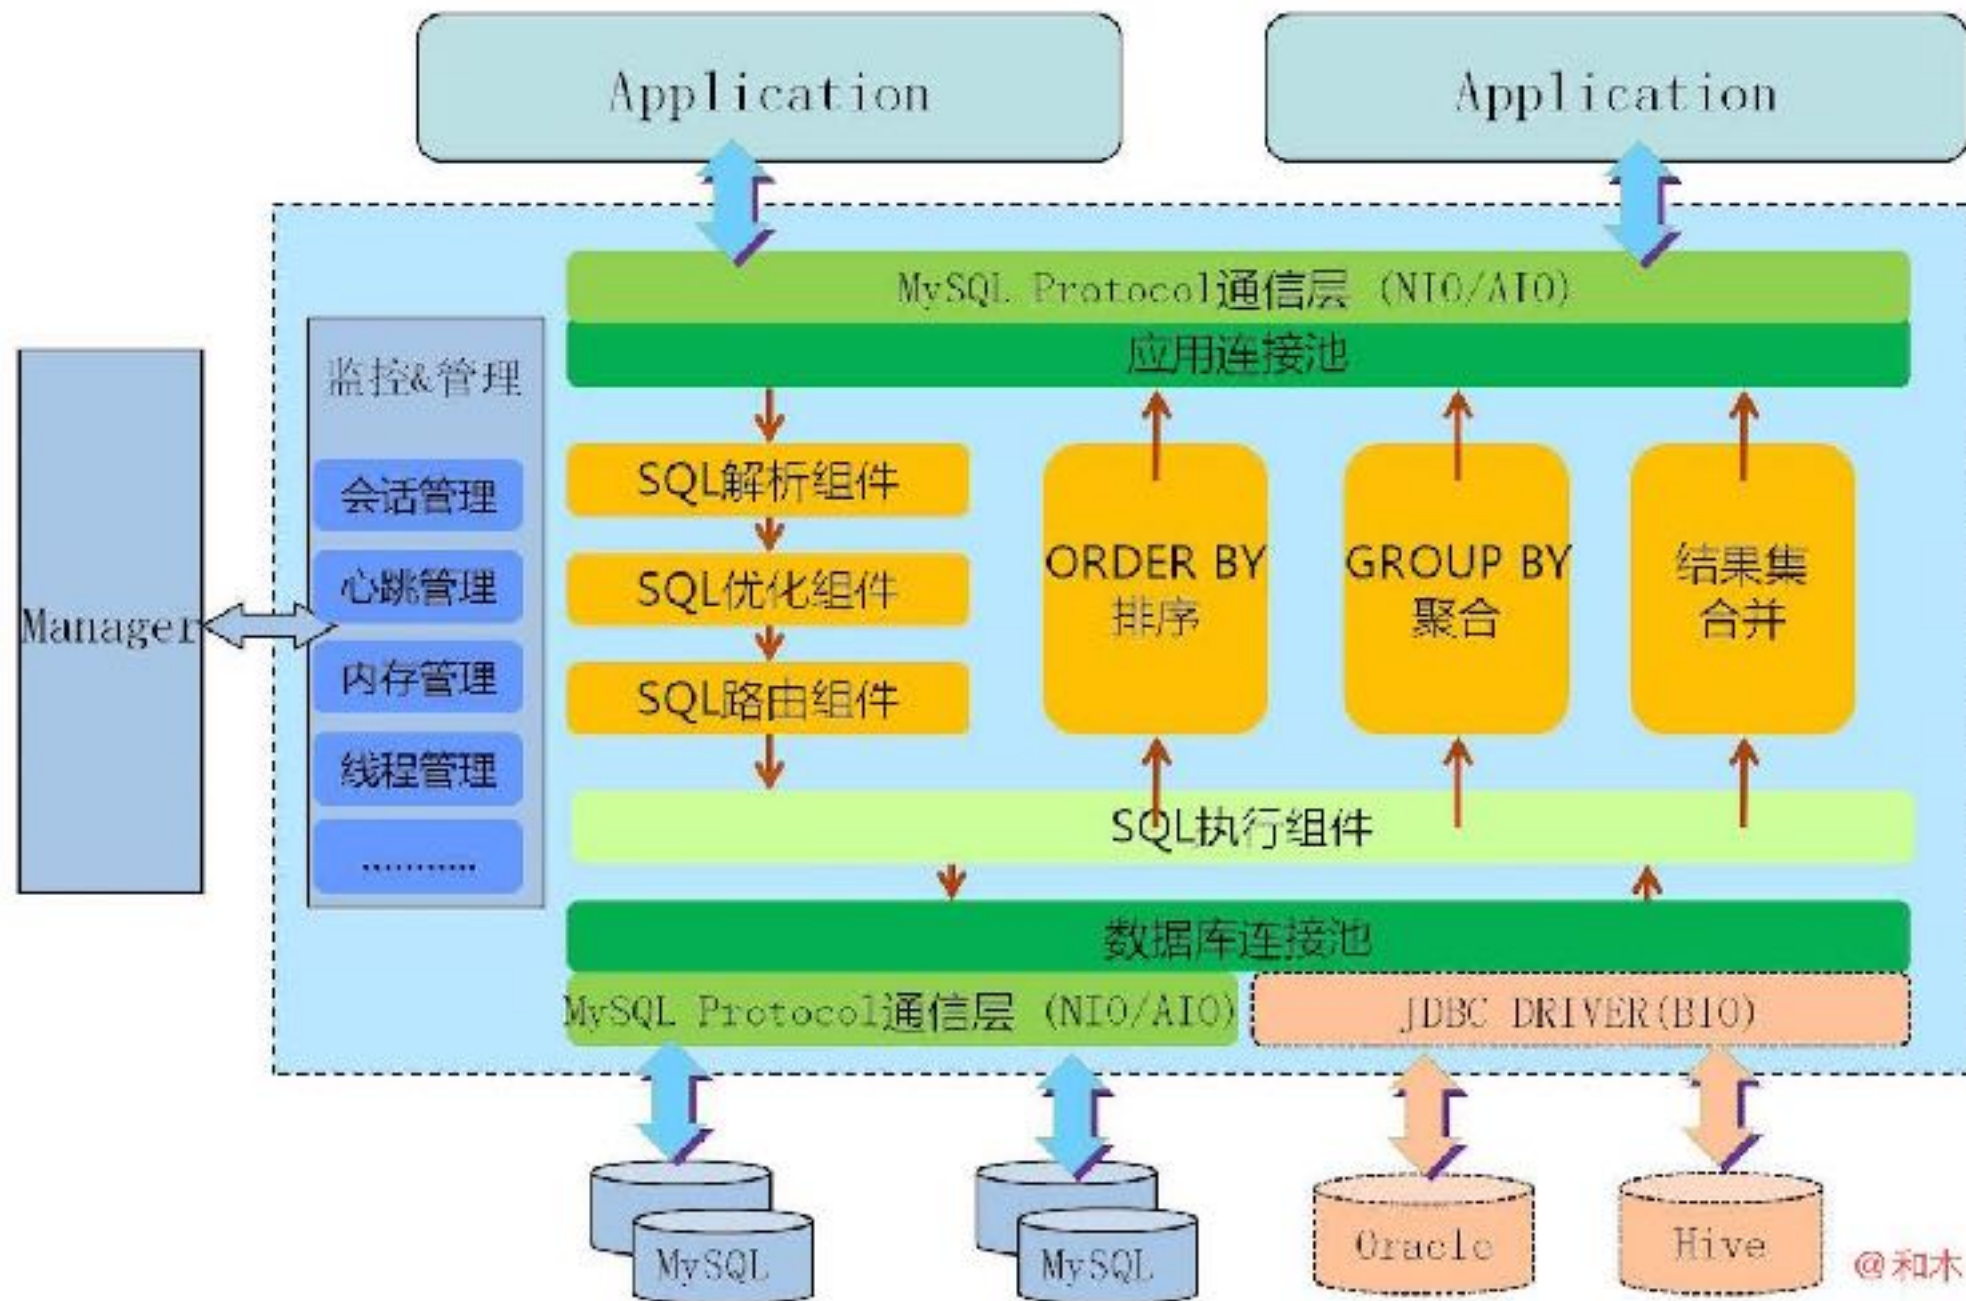 Application
Application
MySQL Protocol通信层 (NIO/AIO)
应用连接池
监控&管理
会话管理
心跳管理
内存管理
线程管理
...........
Manager
SQL解析组件
SQL优化组件
SQL路由组件
ORDER BY
排序
GROUP BY
聚合
结果集
合并
SQL执行组件
数据库连接池
MySQL Protocol通信层 (NIO/AIO)
JDBC DRIVER(BIO)
MySQL
MySQL
Oracle
Hive
@和木